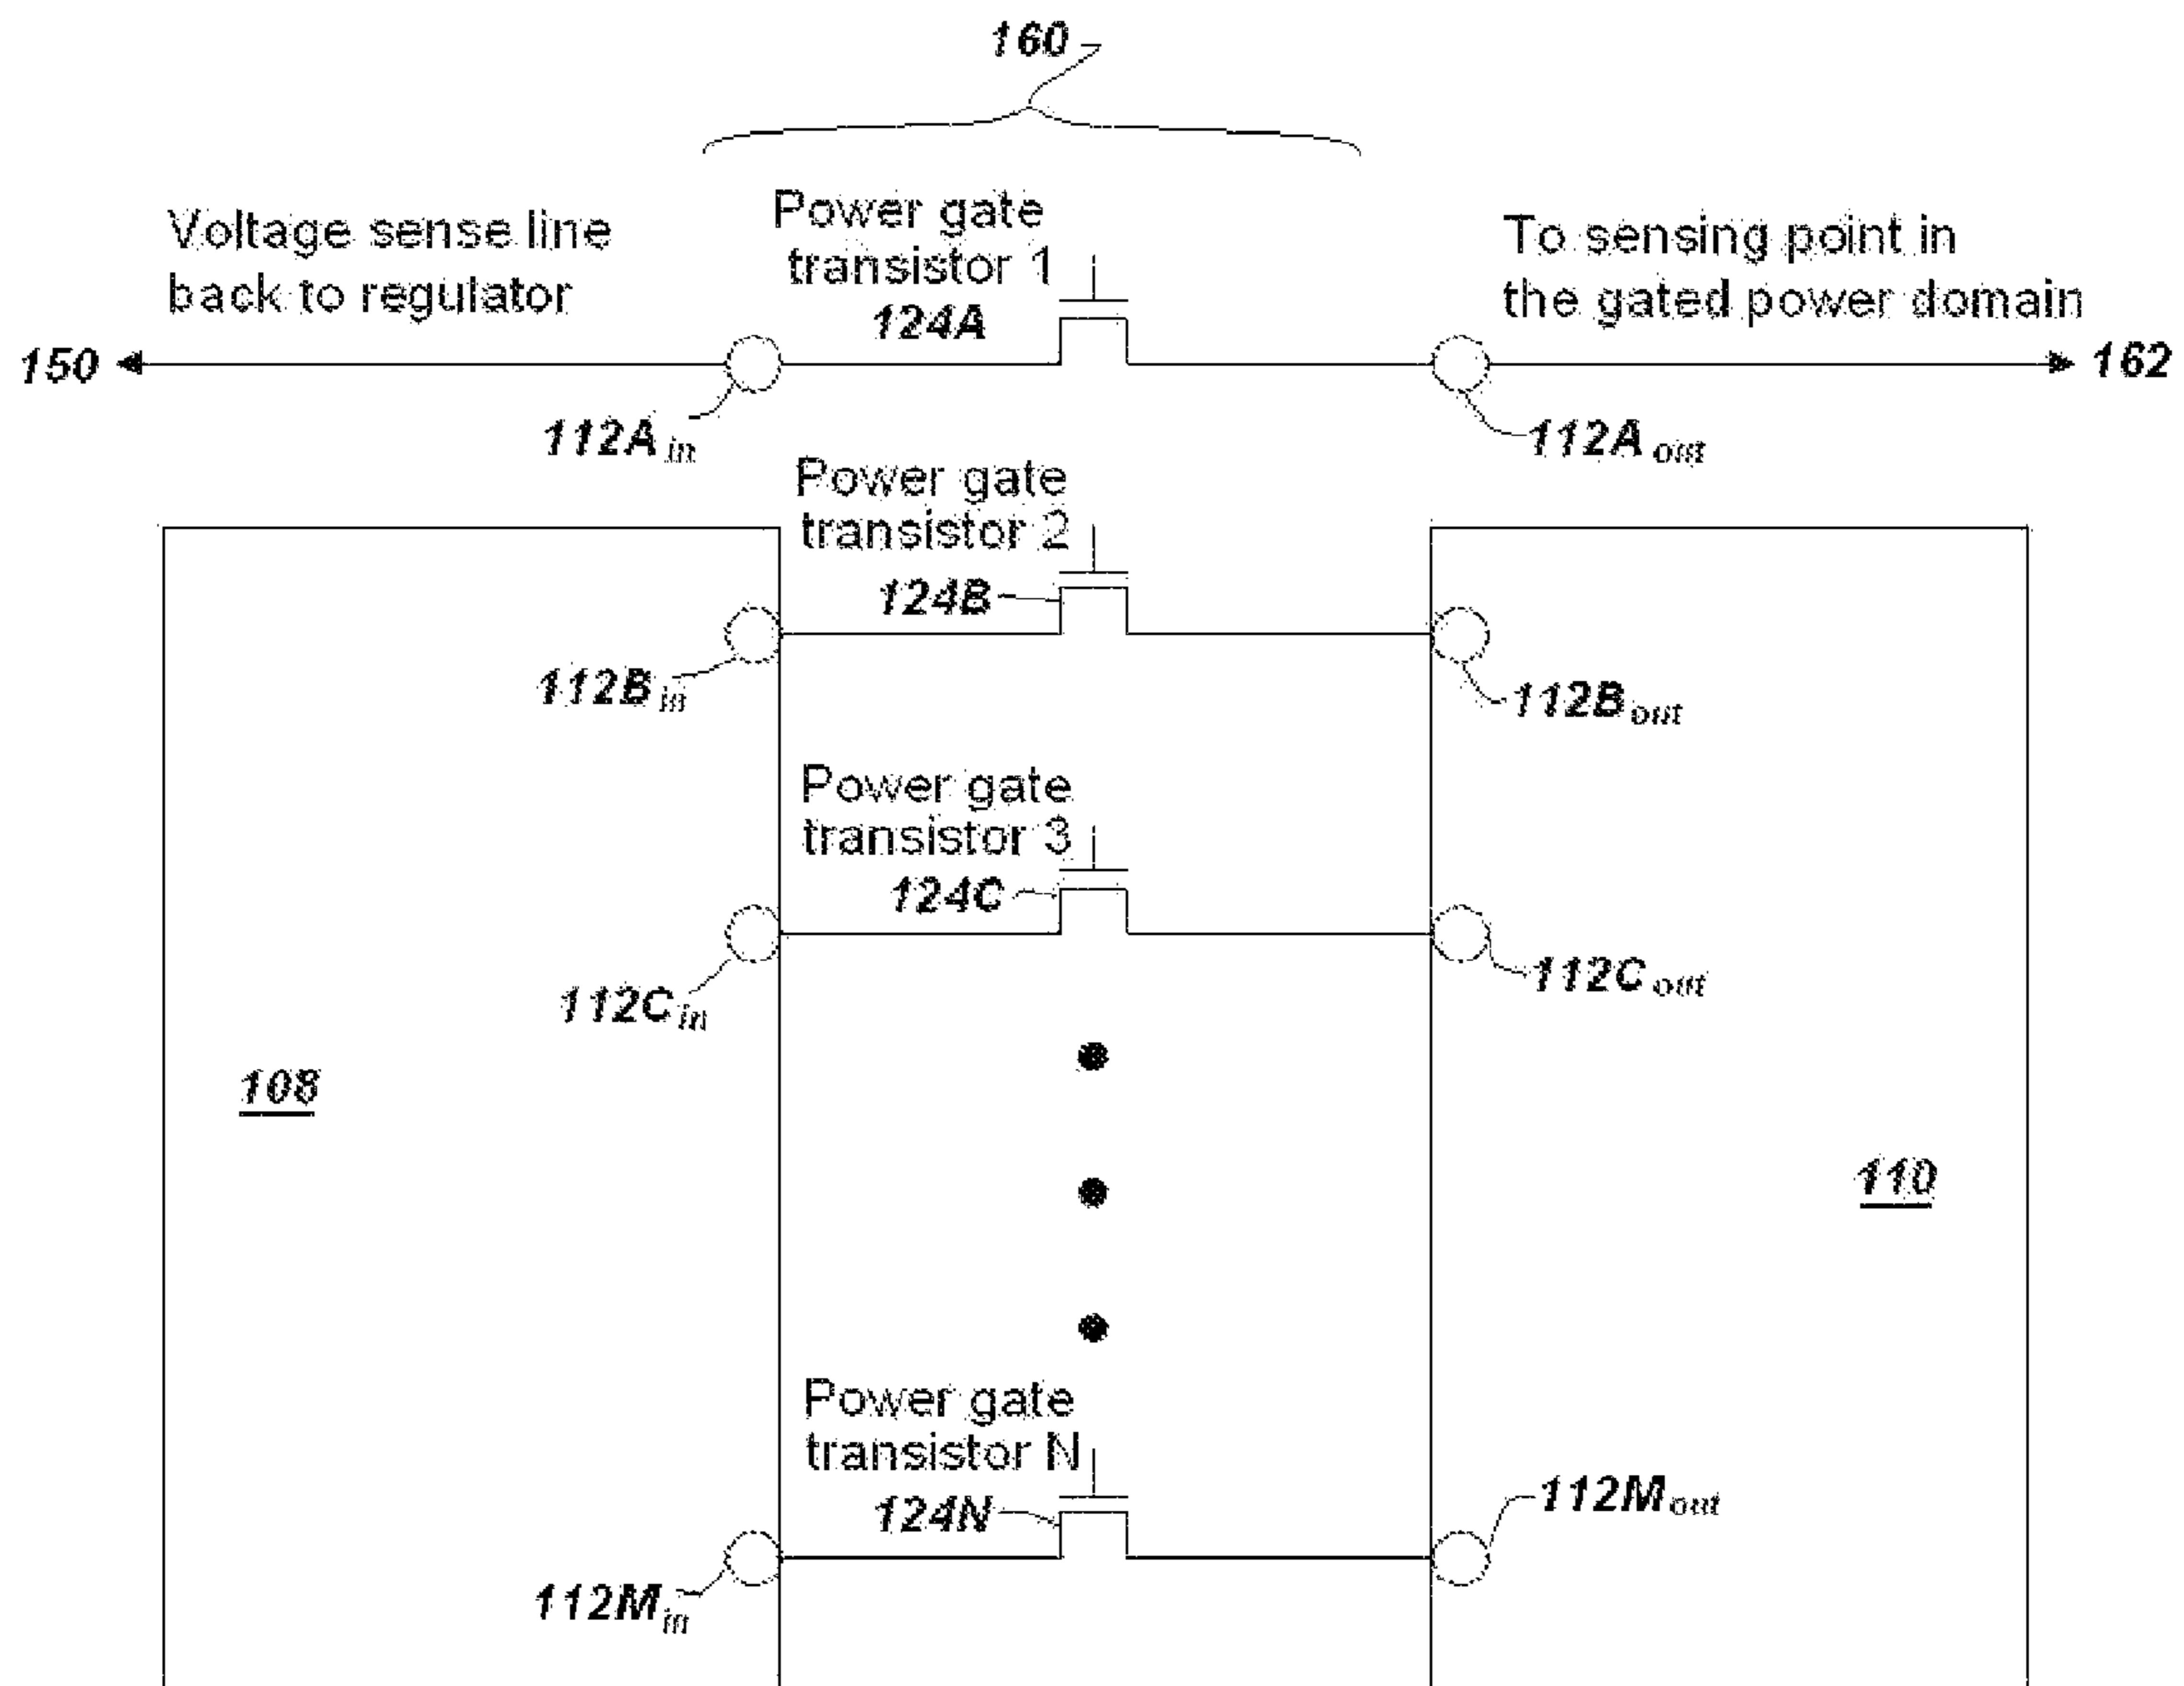 160
Voltage sense line
back to regulator
Power gate
transistor 1
124A
To sensing point in
the gated power domain
150
162
112A in
112A out
Power gate
transistor 2
124B
112B in
112B out
Power gate
transistor 3
124C
112C in
112C out
108
110
Power gate
transistor N
124N
112M out
112M in